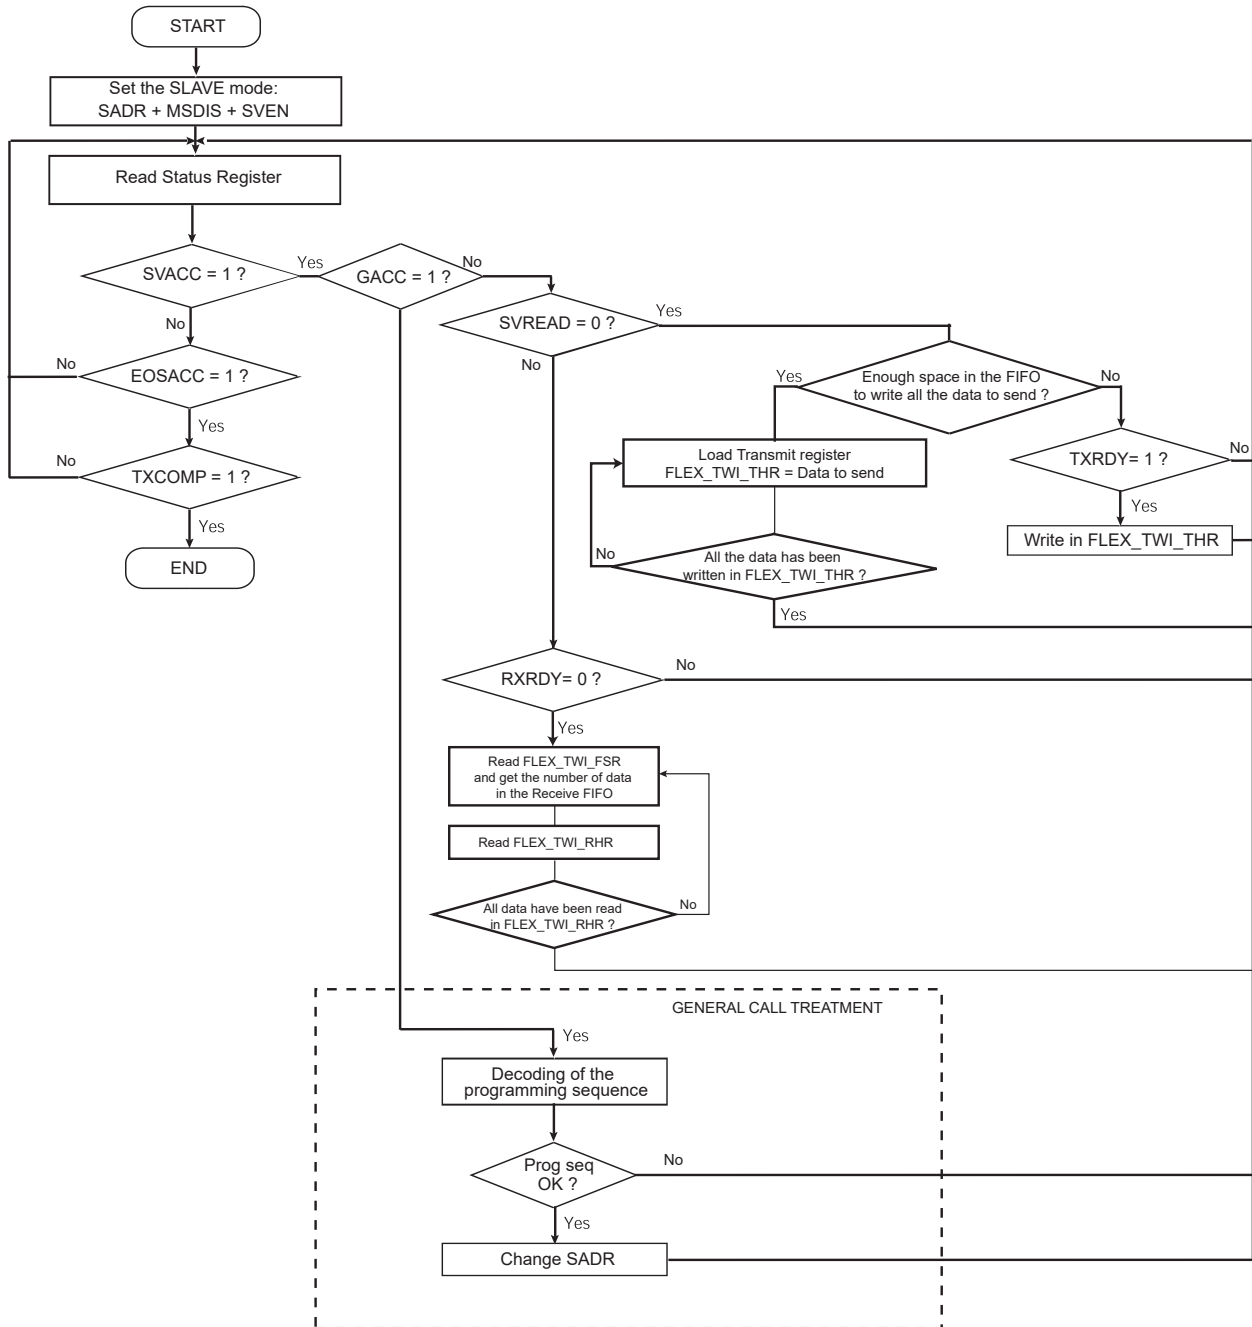 START
Set the SLAVE mode:
SADR + MSDIS + SVEN
Read Status Register
SVACC = 1 ?
Yes
GACC = 1 ?
No
SVREAD = 0 ?
Yes
No
No
EOSACC = 1 ?
No
Yes
TXCOMP = 1 ?
No
Yes
END
Enough space in the FIFO
to write all the data to send ?
Yes
No
Load Transmit register
FLEX_TWI_THR = Data to send
TXRDY= 1 ?
No
Yes
Write in FLEX_TWI_THR
All the data has been
written in FLEX_TWI_THR ?
No
Yes
RXRDY= 0 ?
No
Yes
Read FLEX_TWI_FSR
and get the number of data
in the Receive FIFO
Read FLEX_TWI_RHR
All data have been read
in FLEX_TWI_RHR ?
No
GENERAL CALL TREATMENT
Yes
Decoding of the
programming sequence
Prog seq
OK ?
No
Yes
Change SADR